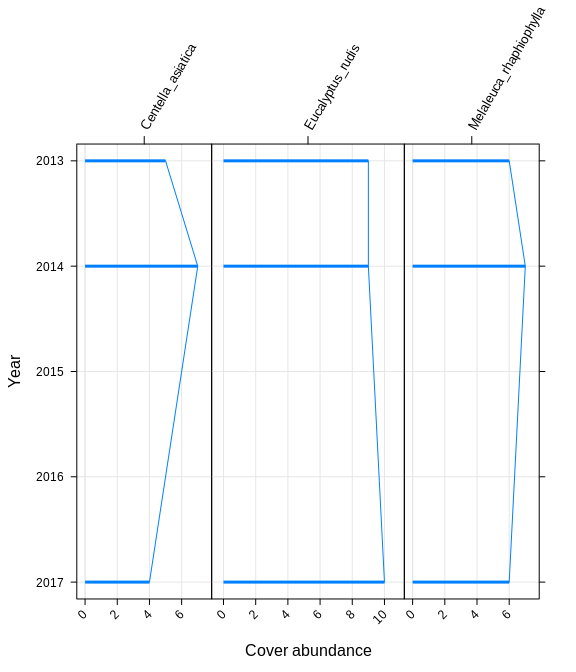 Centella_asiatica
Eucalyptus_rudis
Melaleuca_rhaphiophylla
2013
2014
2015
2016
2017
Year
0 2 4 6 0 2 4 6 8 10 0 2 4 6
Cover abundance